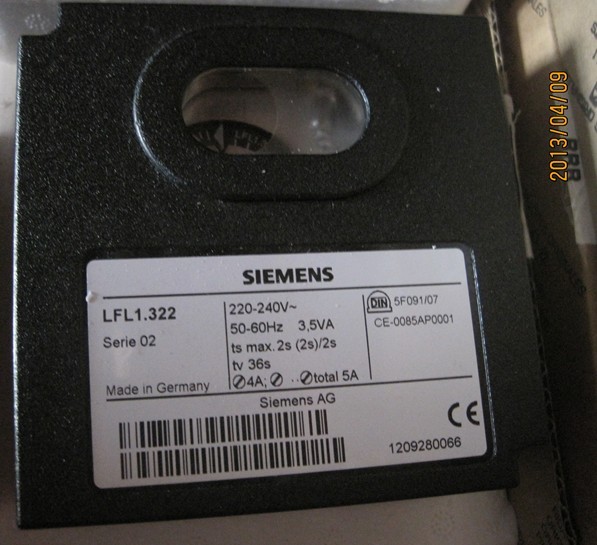 2013/04/09
SIEMENS
LFL1.322
Serie 02
Made in Germany
220-240V~
50-60Hz 3,5VA
ts max.2s (2s)/2s
tv 36s
⊘4A; ⊘ ..⊘total 5A
DIN 5F091/07
CE-0085AP0001
Siemens AG
CE
1209280066